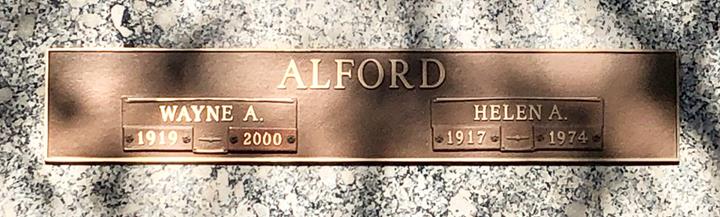 ALFORD
WAYNE A.
1919 2000
HELEN A.
1917 1974